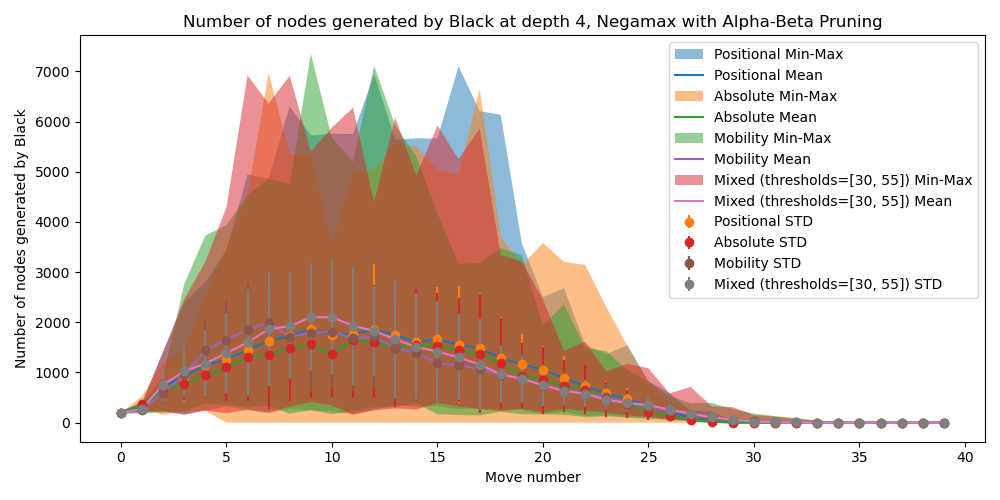 Number of nodes generated by Black at depth 4, Negamax with Alpha-Beta Pruning
Number of nodes generated by Black
7000
6000
5000
4000
3000
2000
1000
0
Positional Min-Max
Positional Mean
Absolute Min-Max
Absolute Mean
Mobility Min-Max
Mobility Mean
Mixed (thresholds=[30, 55]) Min-Max
Mixed (thresholds=[30, 55]) Mean
Positional STD
Absolute STD
Mobility STD
Mixed (thresholds=[30, 55]) STD
0 5 10 15 20 25 30 35 40
Move number